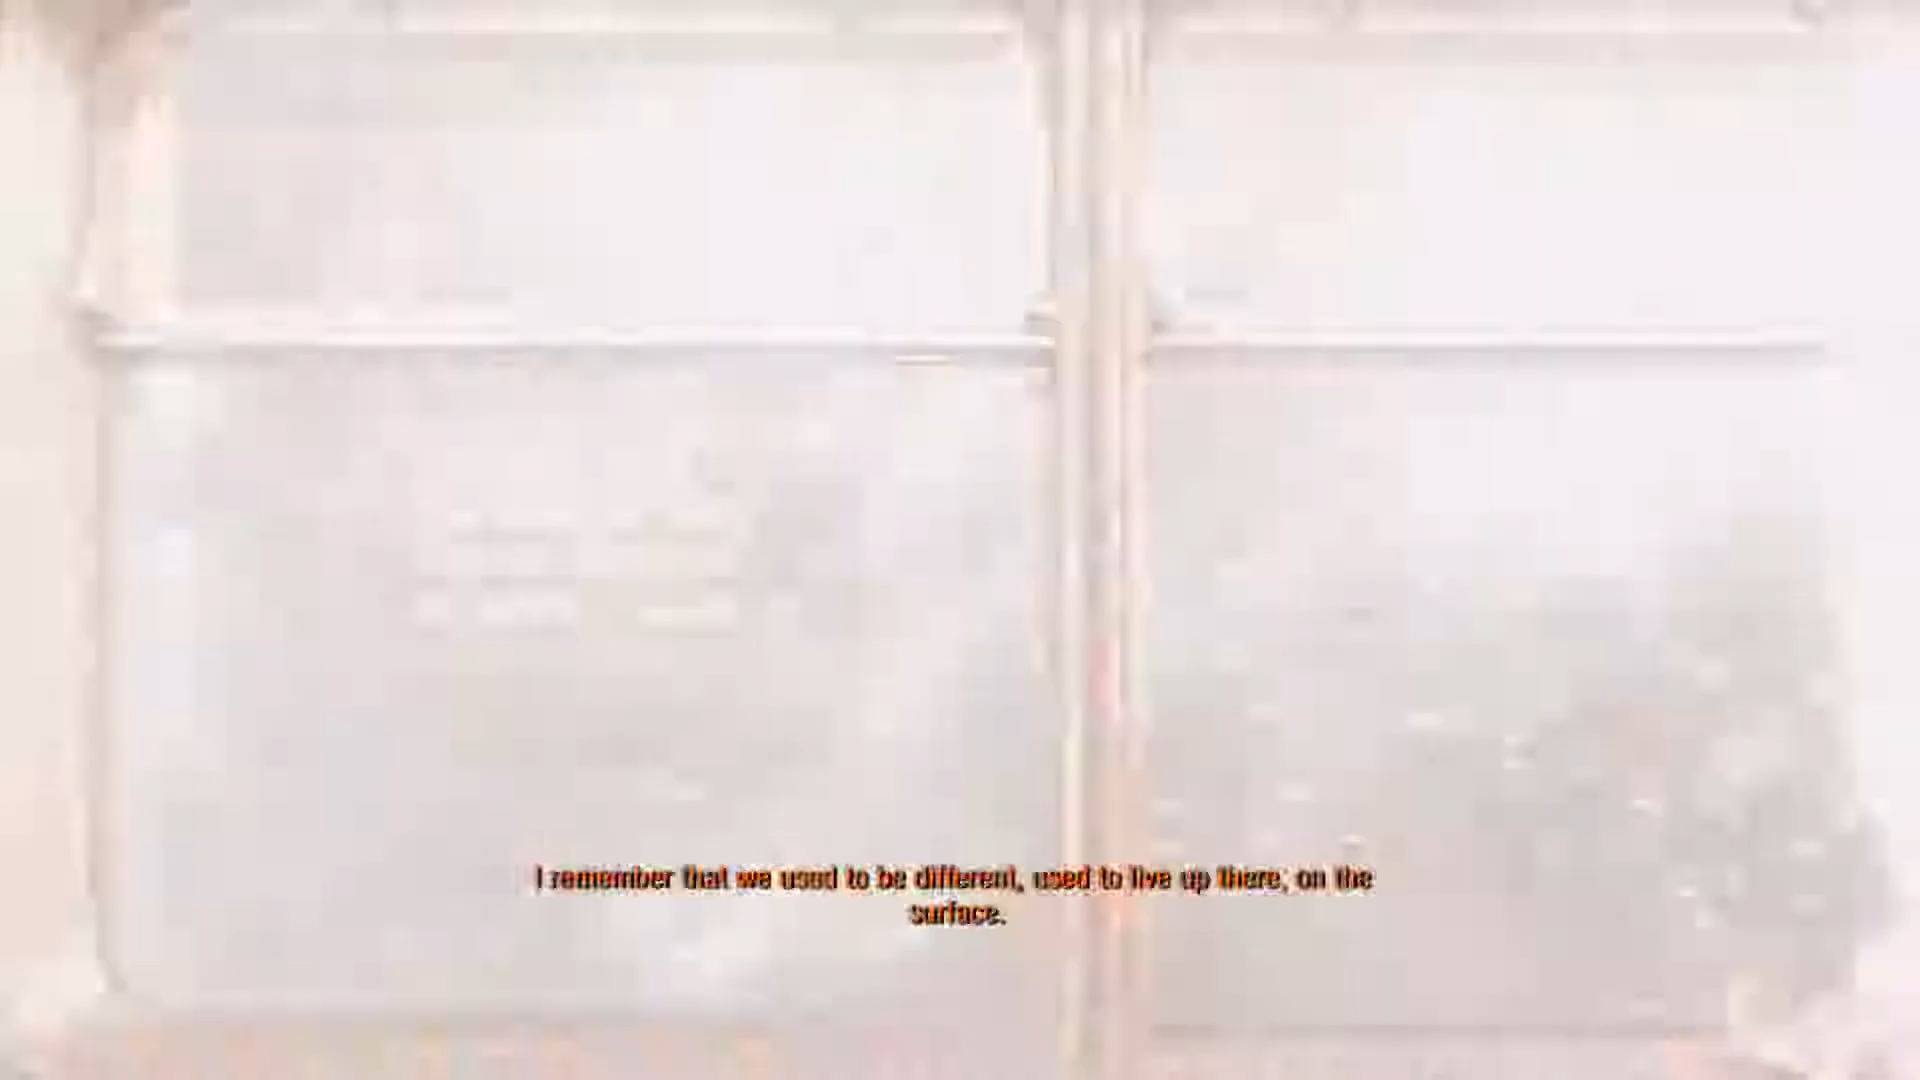 I remember that we used to be different, used to live up there, on the
surface.